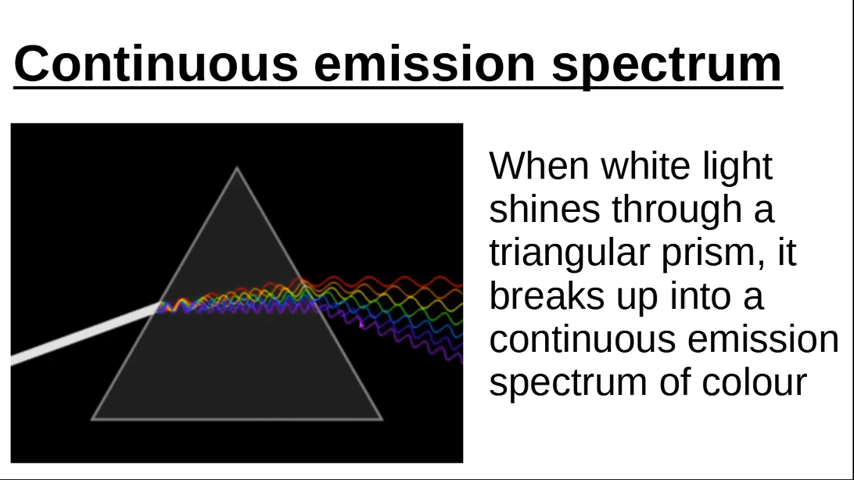 Continuous emission spectrum
When white light
shines through a
triangular prism, it
breaks up into a
continuous emission
spectrum of colour